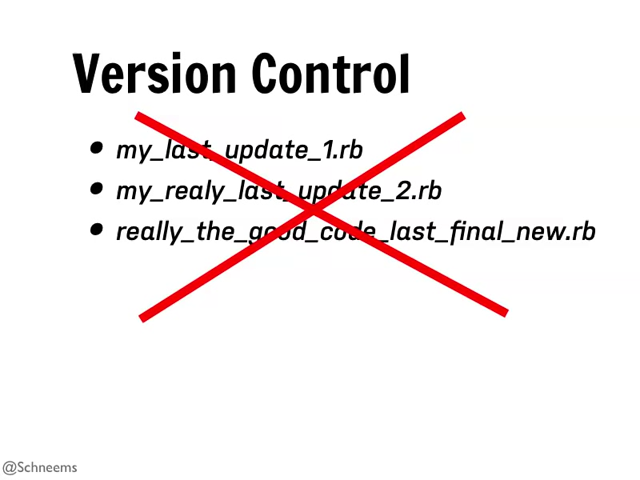 Version Control
• my_last_update_1.rb
• my_realy_last_update_2.rb
• really_the_good_code_last_final_new.rb
@Schneems